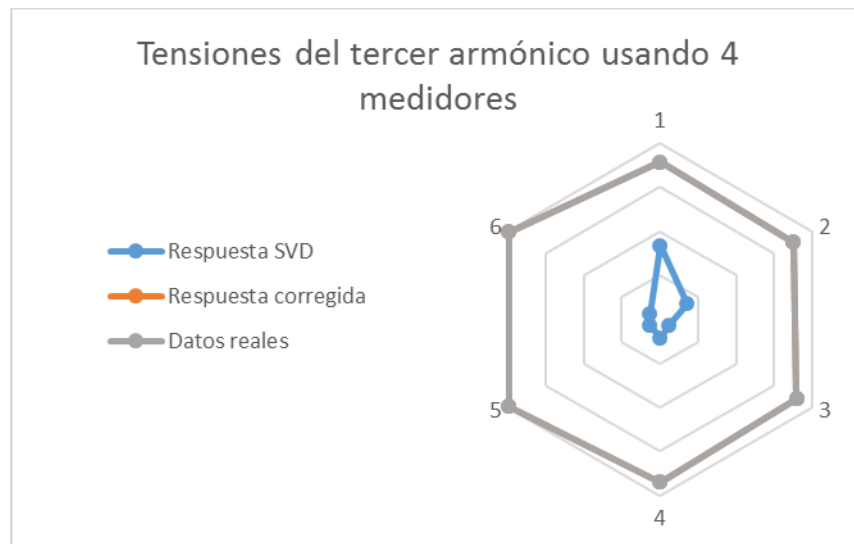 Tensiones del tercer armónico usando 4
medidores
1
2
3
4
5
6
Respuesta SVD
Respuesta corregida
Datos reales